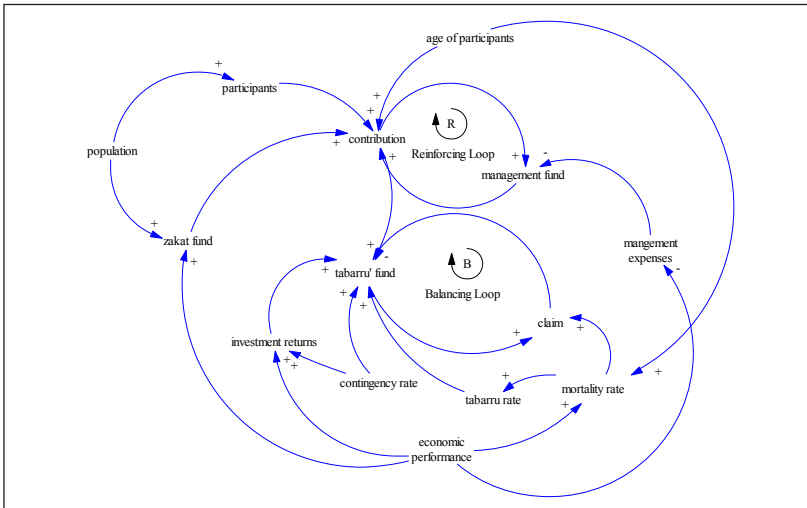 age of participants
+
participants
+
+
+
R
contribution
+
+
Reinforcing Loop
+
-
management fund
population
+
zakat fund
+
+
-
tabarru' fund
+
B
Balancing Loop
mangement
expenses
-
+
+
claim
+
+
investment returns
+
+
contingency rate
+
tabarru rate
mortality rate
+
+
economic
performance